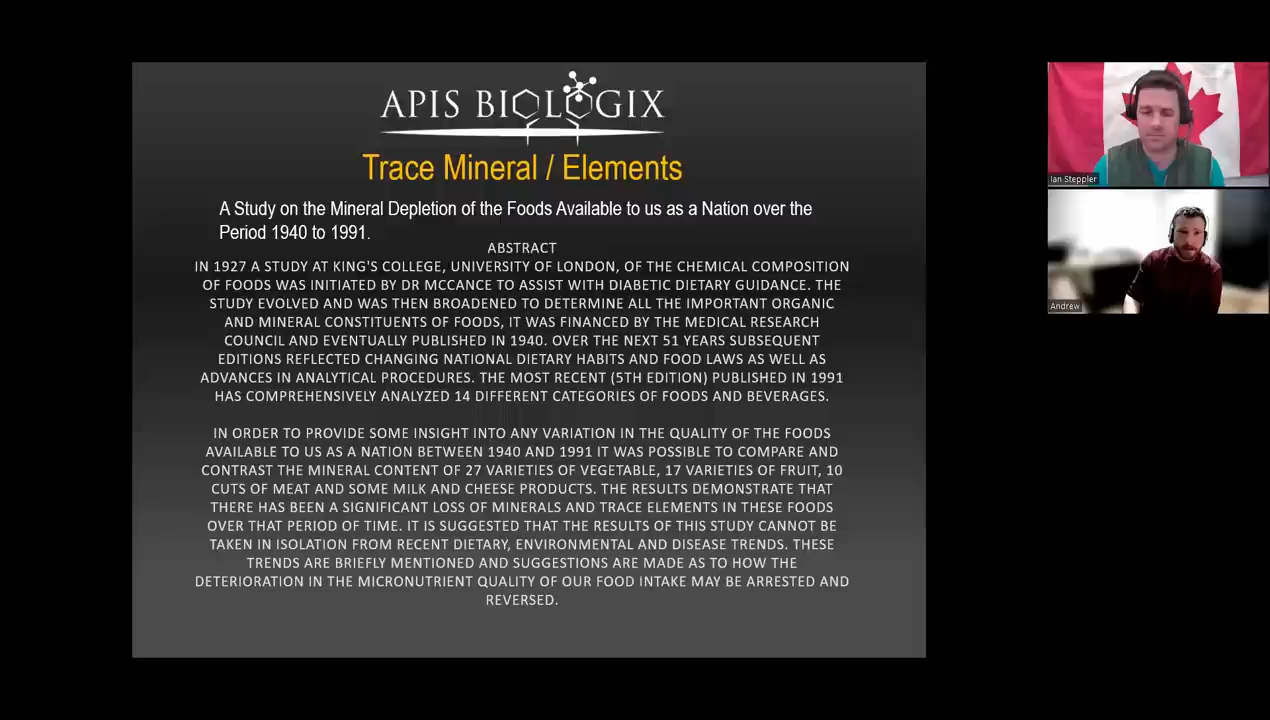 APIS BIOLOGIX
Trace Mineral / Elements
A Study on the Mineral Depletion of the Foods Available to us as a Nation over the
Period 1940 to 1991.
ABSTRACT
IN 1927 A STUDY AT KING'S COLLEGE, UNIVERSITY OF LONDON, OF THE CHEMICAL COMPOSITION
OF FOODS WAS INITIATED BY DR MCCANCE TO ASSIST WITH DIABETIC DIETARY GUIDANCE. THE
STUDY EVOLVED AND WAS THEN BROADENED TO DETERMINE ALL THE IMPORTANT ORGANIC
AND MINERAL CONSTITUENTS OF FOODS, IT WAS FINANCED BY THE MEDICAL RESEARCH
COUNCIL AND EVENTUALLY PUBLISHED IN 1940. OVER THE NEXT 51 YEARS SUBSEQUENT
EDITIONS REFLECTED CHANGING NATIONAL DIETARY HABITS AND FOOD LAWS AS WELL AS
ADVANCES IN ANALYTICAL PROCEDURES. THE MOST RECENT (5TH EDITION) PUBLISHED IN 1991
HAS COMPREHENSIVELY ANALYZED 14 DIFFERENT CATEGORIES OF FOODS AND BEVERAGES.
IN ORDER TO PROVIDE SOME INSIGHT INTO ANY VARIATION IN THE QUALITY OF THE FOODS
AVAILABLE TO US AS A NATION BETWEEN 1940 AND 1991 IT WAS POSSIBLE TO COMPARE AND
CONTRAST THE MINERAL CONTENT OF 27 VARIETIES OF VEGETABLE, 17 VARIETIES OF FRUIT, 10
CUTS OF MEAT AND SOME MILK AND CHEESE PRODUCTS. THE RESULTS DEMONSTRATE THAT
THERE HAS BEEN A SIGNIFICANT LOSS OF MINERALS AND TRACE ELEMENTS IN THESE FOODS
OVER THAT PERIOD OF TIME. IT IS SUGGESTED THAT THE RESULTS OF THIS STUDY CANNOT BE
TAKEN IN ISOLATION FROM RECENT DIETARY, ENVIRONMENTAL AND DISEASE TRENDS. THESE
TRENDS ARE BRIEFLY MENTIONED AND SUGGESTIONS ARE MADE AS TO HOW THE
DETERIORATION IN THE MICRONUTRIENT QUALITY OF OUR FOOD INTAKE MAY BE ARRESTED AND
REVERSED.
Ian Steppler
Andrew